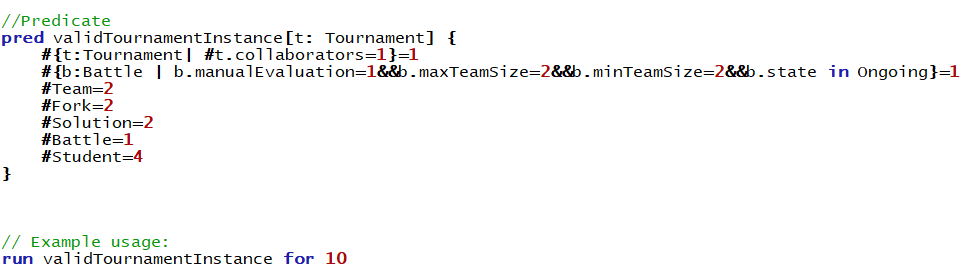 //Predicate
pred validTournamentInstance[t: Tournament] {
    #{t:Tournament| #t.collaborators=1}=1
    #{b:Battle | b.manualEvaluation=1&&b.maxTeamSize=2&&b.minTeamSize=2&&b.state in Ongoing}=1
    #Team=2
    #Fork=2
    #Solution=2
    #Battle=1
    #Student=4
}
// Example usage:
run validTournamentInstance for 10